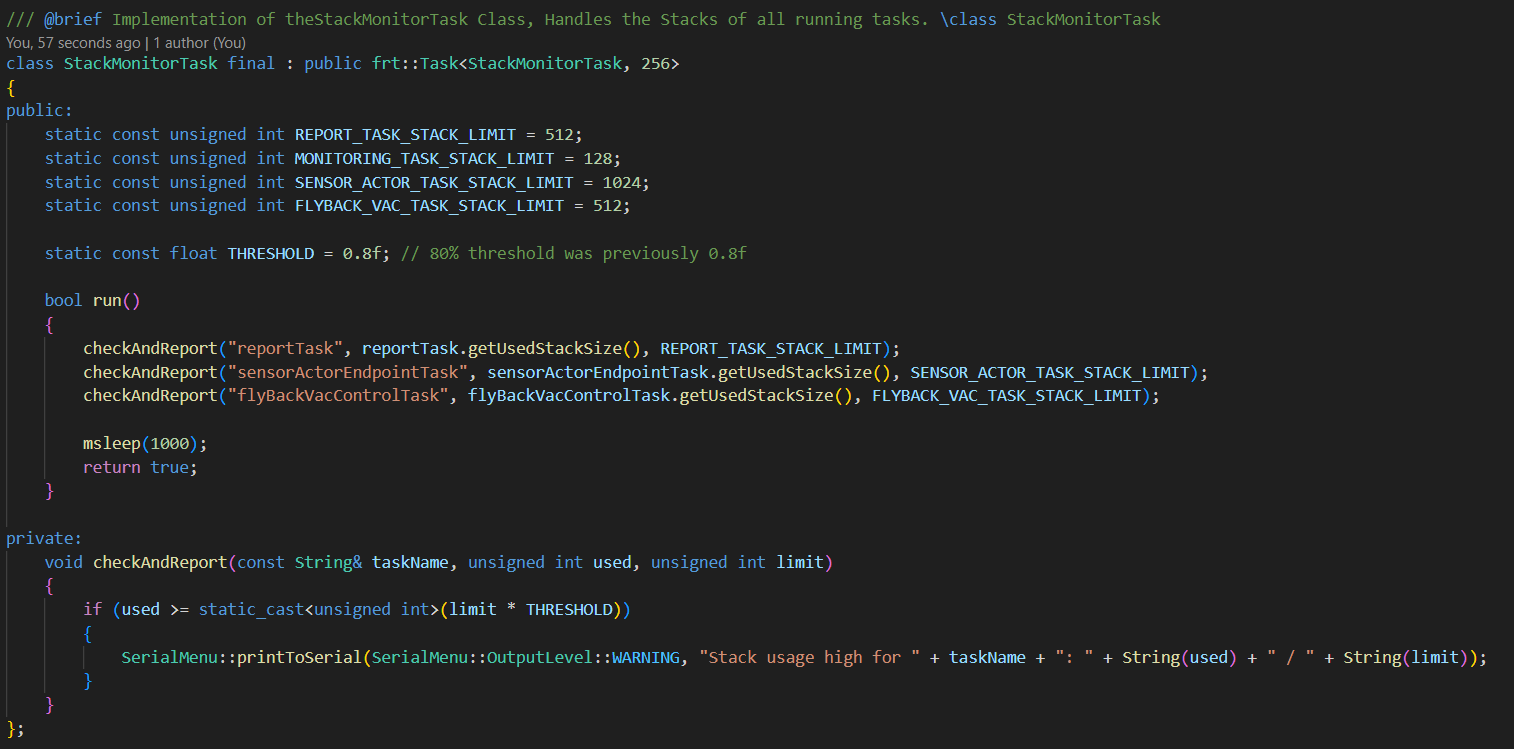 /// @brief Implementation of theStackMonitorTask Class, Handles the Stacks of all running tasks. \class StackMonitorTask
You, 57 seconds ago | 1 author (You)
class StackMonitorTask final : public frt::Task<StackMonitorTask, 256>
{
public:
    static const unsigned int REPORT_TASK_STACK_LIMIT = 512;
    static const unsigned int MONITORING_TASK_STACK_LIMIT = 128;
    static const unsigned int SENSOR_ACTOR_TASK_STACK_LIMIT = 1024;
    static const unsigned int FLYBACK_VAC_TASK_STACK_LIMIT = 512;

    static const float THRESHOLD = 0.8f; // 80% threshold was previously 0.8f

    bool run()
    {
        checkAndReport("reportTask", reportTask.getUsedStackSize(), REPORT_TASK_STACK_LIMIT);
        checkAndReport("sensorActorEndpointTask", sensorActorEndpointTask.getUsedStackSize(), SENSOR_ACTOR_TASK_STACK_LIMIT);
        checkAndReport("flyBackVacControlTask", flyBackVacControlTask.getUsedStackSize(), FLYBACK_VAC_TASK_STACK_LIMIT);

        msleep(1000);
        return true;
    }

private:
    void checkAndReport(const String& taskName, unsigned int used, unsigned int limit)
    {
        if (used >= static_cast<unsigned int>(limit * THRESHOLD))
        {
            SerialMenu::printToSerial(SerialMenu::OutputLevel::WARNING, "Stack usage high for " + taskName + ": " + String(used) + " / " + String(limit));
        }
    }
};